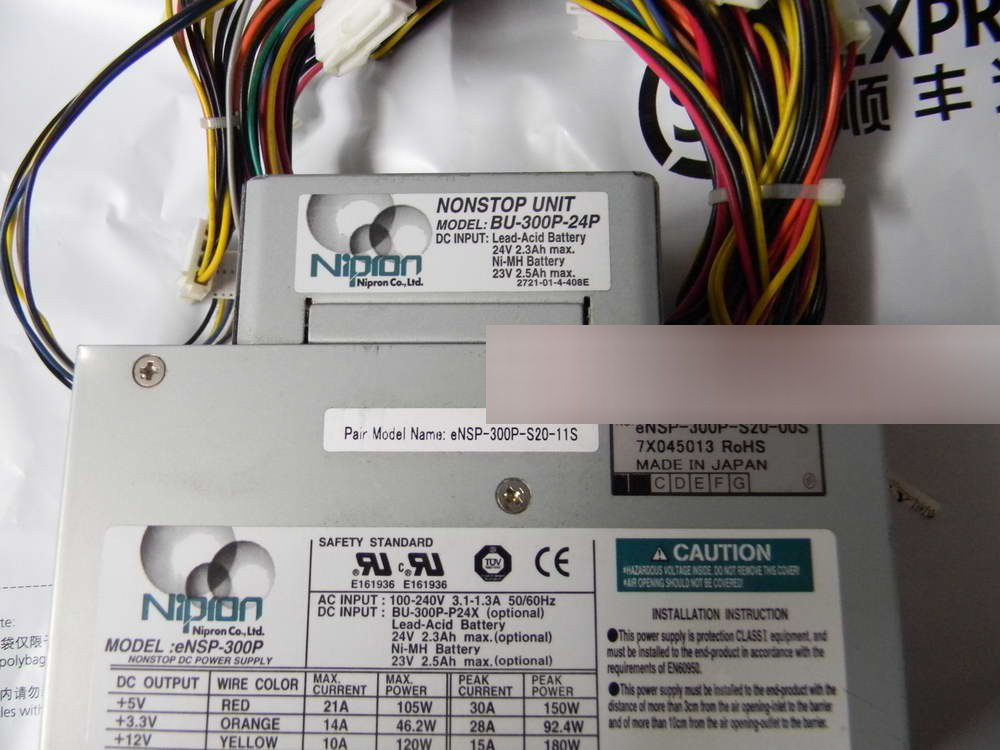 EXPR
顺丰
NONSTOP UNIT
MODEL: BU-300P-24P
DC INPUT: Lead-Acid Battery
24V 2.3Ah max.
Ni-MH Battery
23V 2.5Ah max.
2721-01-4-408E
Nipron
Nipron Co., Ltd.
Pair Model Name: eNSP-300P-S20-11S
eNSP-300P-S20-00S
7X045013 RoHS
MADE IN JAPAN
C D E F G
Nipron
Nipron Co., Ltd.
MODEL :eNSP-300P
NONSTOP DC POWER SUPPLY
SAFETY STANDARD
E161936 E161936
TÜV
CE
AC INPUT : 100-240V 3.1-1.3A 50/60Hz
DC INPUT : BU-300P-P24X (optional)
Lead-Acid Battery
24V 2.3Ah max.(optional)
Ni-MH Battery
23V 2.5Ah max.(optional)
DC OUTPUT WIRE COLOR MAX. CURRENT MAX. POWER PEAK CURRENT PEAK POWER
+5V RED 21A 105W 30A 150W
+3.3V ORANGE 14A 46.2W 28A 92.4W
+12V YELLOW 10A 120W 15A 180W
CAUTION
*HAZARDOUS VOLTAGE INSIDE. DO NOT REMOVE THIS COVER!
*AIR OPENING SHOULD NOT BE COVERED!
INSTALLATION INSTRUCTION
●This power supply is protection CLASS I equipment, and
must be installed to the end-product in accordance with the
requirements of EN60950.
●This power supply must be installed to the end-product with the
distance of more than 3cm from the air opening-inlet to the barrier
and of more than 10cm from the air opening-outlet to the barrier.
te:
袋仅限
polybag
内请勿
les with